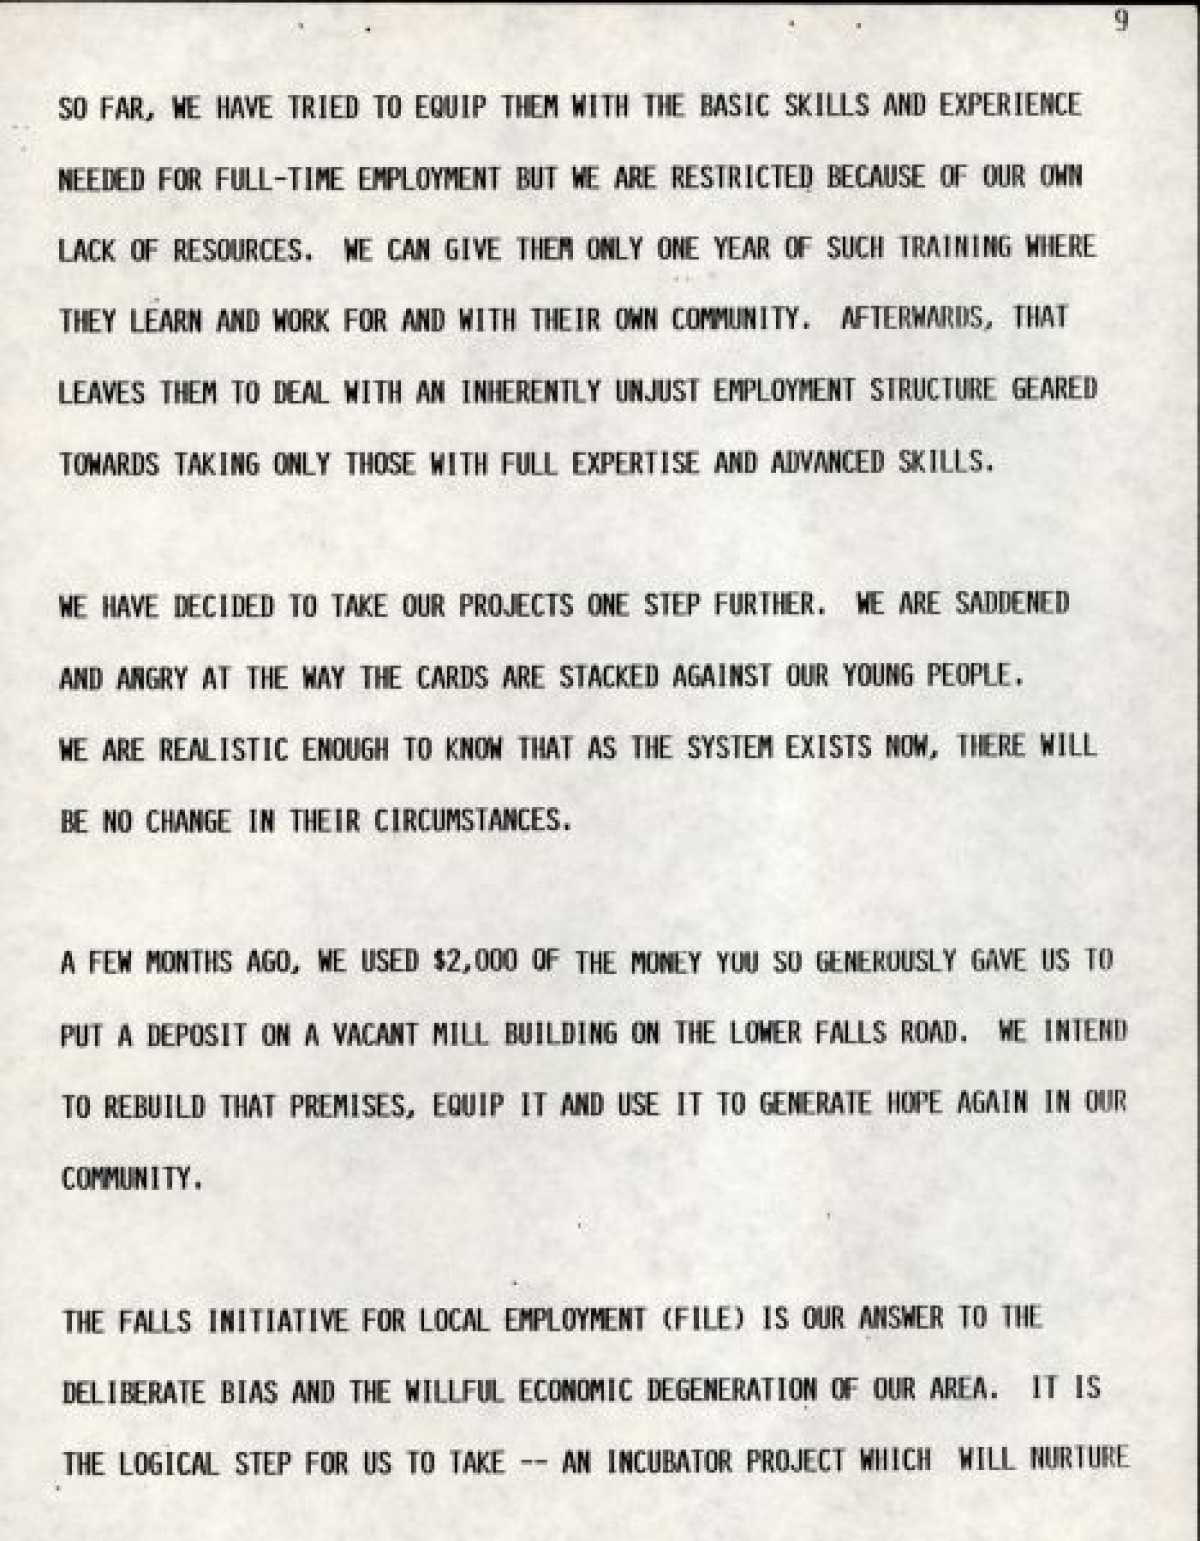 9
SO FAR, WE HAVE TRIED TO EQUIP THEM WITH THE BASIC SKILLS AND EXPERIENCE
NEEDED FOR FULL-TIME EMPLOYMENT BUT WE ARE RESTRICTED BECAUSE OF OUR OWN
LACK OF RESOURCES. WE CAN GIVE THEM ONLY ONE YEAR OF SUCH TRAINING WHERE
THEY LEARN AND WORK FOR AND WITH THEIR OWN COMMUNITY. AFTERWARDS, THAT
LEAVES THEM TO DEAL WITH AN INHERENTLY UNJUST EMPLOYMENT STRUCTURE GEARED
TOWARDS TAKING ONLY THOSE WITH FULL EXPERTISE AND ADVANCED SKILLS.
WE HAVE DECIDED TO TAKE OUR PROJECTS ONE STEP FURTHER. WE ARE SADDENED
AND ANGRY AT THE WAY THE CARDS ARE STACKED AGAINST OUR YOUNG PEOPLE.
WE ARE REALISTIC ENOUGH TO KNOW THAT AS THE SYSTEM EXISTS NOW, THERE WILL
BE NO CHANGE IN THEIR CIRCUMSTANCES.
A FEW MONTHS AGO, WE USED $2,000 OF THE MONEY YOU SO GENEROUSLY GAVE US TO
PUT A DEPOSIT ON A VACANT MILL BUILDING ON THE LOWER FALLS ROAD. WE INTEND
TO REBUILD THAT PREMISES, EQUIP IT AND USE IT TO GENERATE HOPE AGAIN IN OUR
COMMUNITY.
THE FALLS INITIATIVE FOR LOCAL EMPLOYMENT (FILE) IS OUR ANSWER TO THE
DELIBERATE BIAS AND THE WILLFUL ECONOMIC DEGENERATION OF OUR AREA. IT IS
THE LOGICAL STEP FOR US TO TAKE -- AN INCUBATOR PROJECT WHICH WILL NURTURE